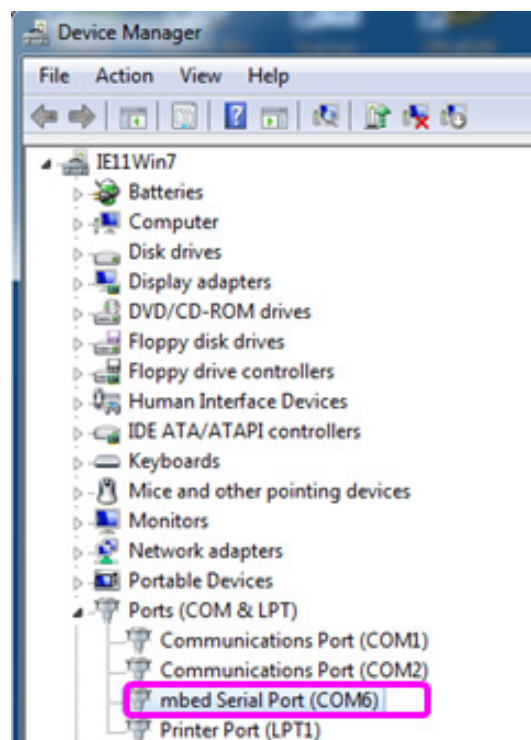 Device Manager
File Action View Help
IE11Win7
Batteries
Computer
Disk drives
Display adapters
DVD/CD-ROM drives
Floppy disk drives
Floppy drive controllers
Human Interface Devices
IDE ATA/ATAPI controllers
Keyboards
Mice and other pointing devices
Monitors
Network adapters
Portable Devices
Ports (COM & LPT)
Communications Port (COM1)
Communications Port (COM2)
mbed Serial Port (COM6)
Printer Port (LPT1)